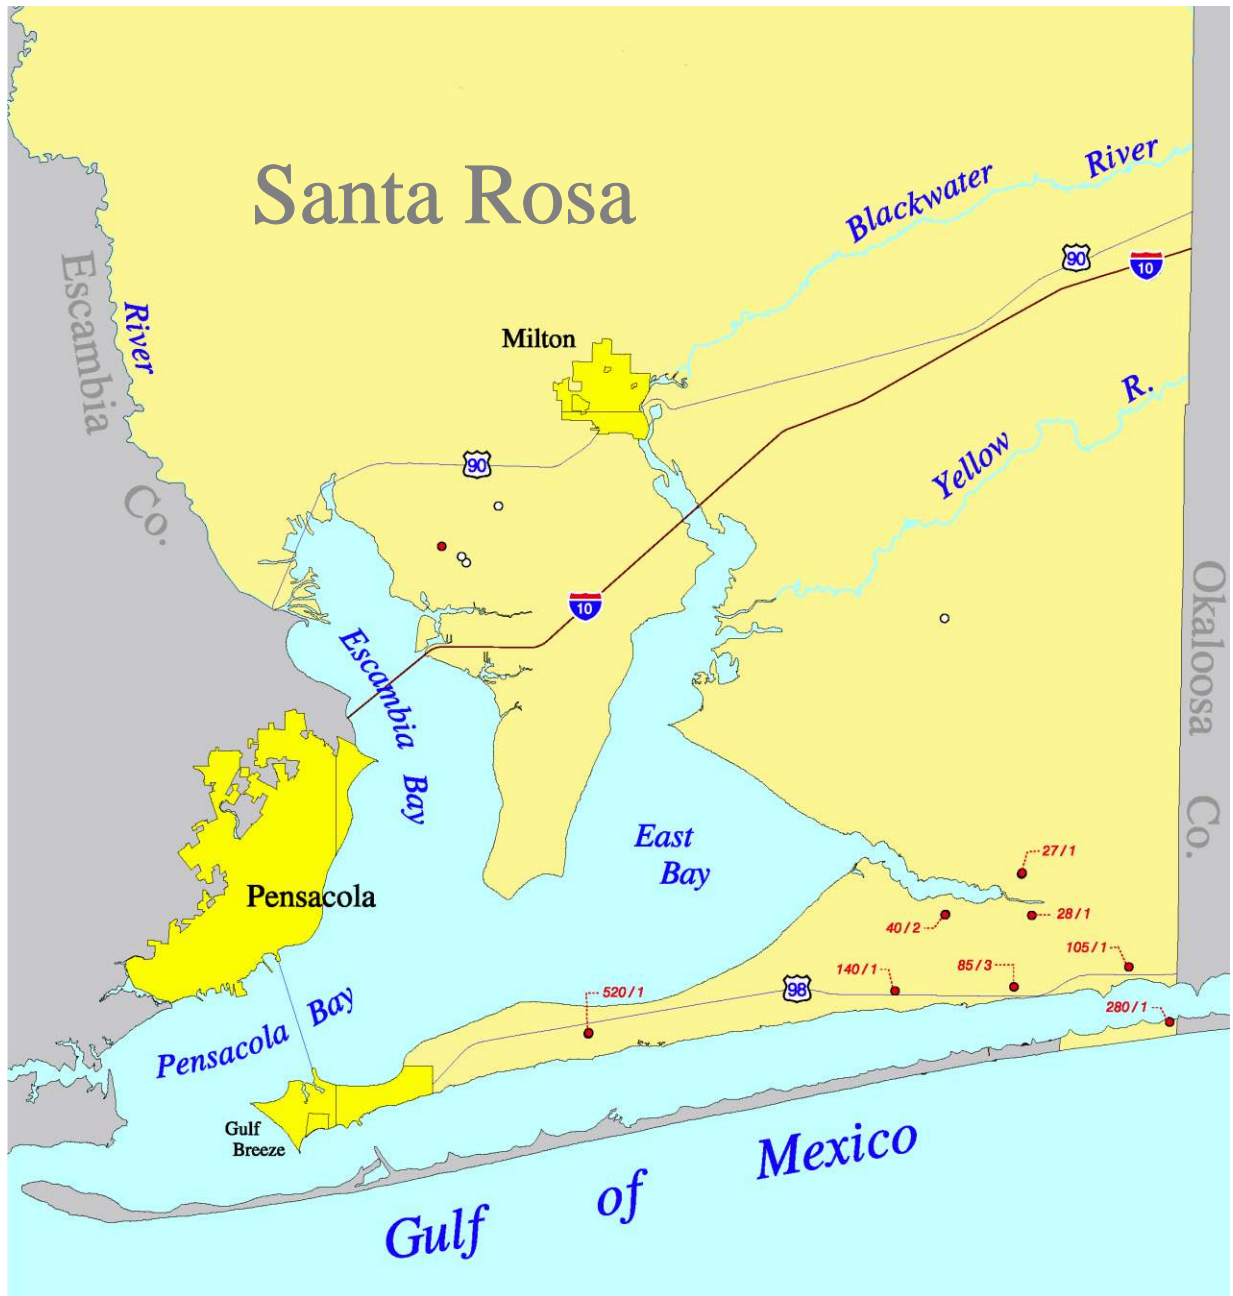 Santa Rosa
Blackwater River
90
10
Escambia Co.
River
Milton
Yellow R.
90
10
Okaloosa Co.
Escambia Bay
East
Bay
Pensacola
27 / 1
40 / 2
28 / 1
105 / 1
140 / 1
85 / 3
520 / 1
98
280 / 1
Pensacola Bay
Gulf
Breeze
Gulf of Mexico